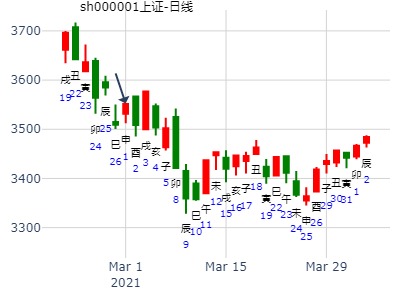 sh000001上证-日线
3700
3600
3500
3400
3300
戌
19
丑
22
寅
23
卯
24
辰
25
巳
26
申
1
酉
2
戌
3
亥
4
子
5
卯
8
辰
9
巳
10
午
11
未
12
戌
15
亥
16
子
17
丑
18
寅
19
巳
22
午
23
未
24
申
25
酉
26
子
29
丑
30
寅
31
卯
1
辰
2
Mar 1
2021
Mar 15
Mar 29